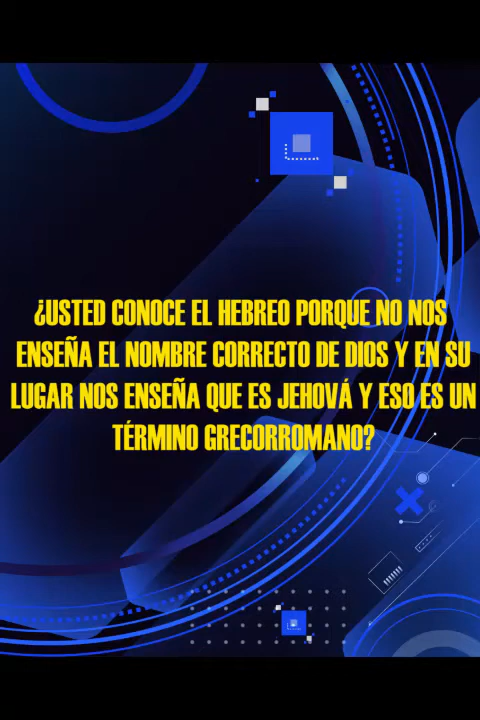 ¿USTED CONOCE EL HEBREO PORQUE NO NOS
ENSEÑA EL NOMBRE CORRECTO DE DIOS Y EN SU
LUGAR NOS ENSEÑA QUE ES JEHOVÁ Y ESO ES UN
TÉRMINO GRECORROMANO?